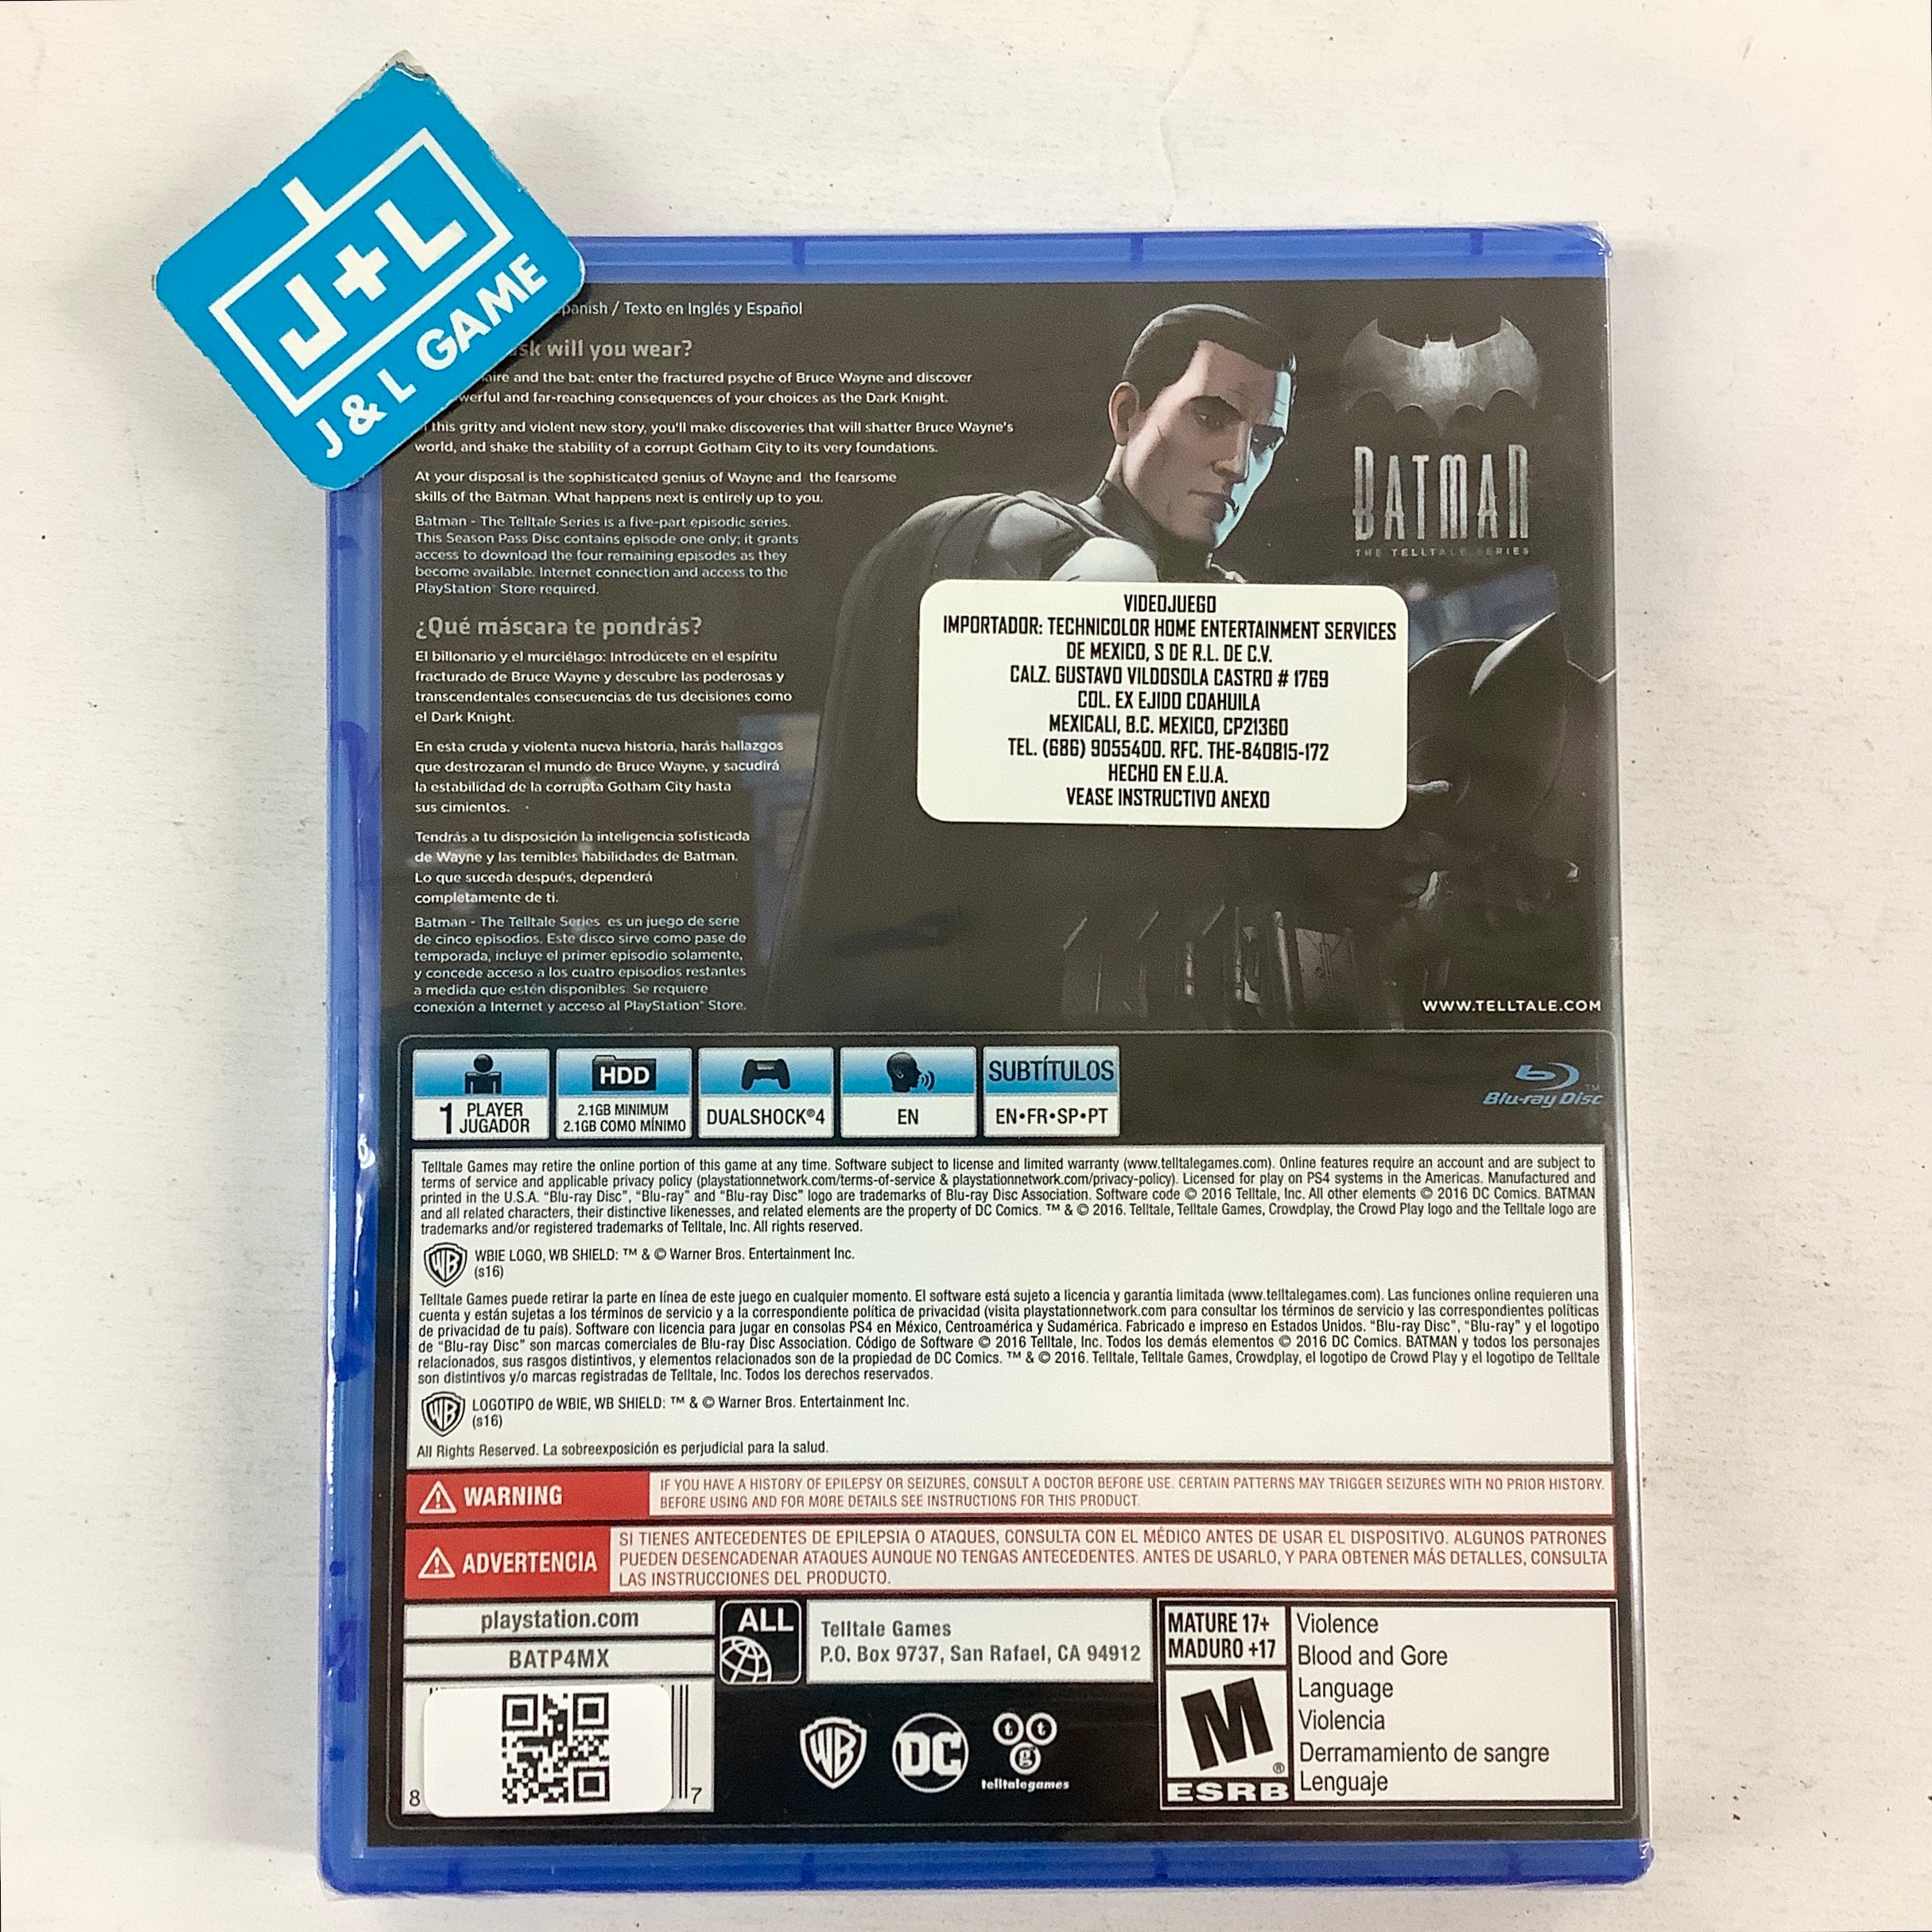 J+L
J & L GAME
/ Texto en Inglés y Español
will you wear?
and the bat: enter the fractured psyche of Bruce Wayne and discover
and far-reaching consequences of your choices as the Dark Knight.
this gritty and violent new story, you'll make discoveries that will shatter Bruce Wayne's
world, and shake the stability of a corrupt Gotham City to its very foundations.
At your disposal is the sophisticated genius of Wayne and the fearsome
skills of the Batman. What happens next is entirely up to you.
Batman - The Telltale Series is a five-part episodic series.
This Season Pass Disc contains episode one only; it grants
access to download the four remaining episodes as they
become available. Internet connection and access to the
PlayStation® Store required.
¿Qué máscara te pondrás?
El billonario y el murciélago: Introdúcete en el espíritu
fracturado de Bruce Wayne y descubre las poderosas y
transcendentales consecuencias de tus decisiones como
el Dark Knight.
En esta cruda y violenta nueva historia, harás hallazgos
que destrozaran el mundo de Bruce Wayne, y sacudirá
la estabilidad de la corrupta Gotham City hasta
sus cimientos.
Tendrás a tu disposición la inteligencia sofisticada
de Wayne y las temibles habilidades de Batman.
Lo que suceda después, dependerá
completamente de ti.
Batman - The Telltale Series es un juego de serie
de cinco episodios. Este disco sirve como pase de
temporada, incluye el primer episodio solamente,
y concede acceso a los cuatro episodios restantes
a medida que estén disponibles. Se requiere
conexión a Internet y acceso al PlayStation® Store.
BATMAN
THE TELLTALE SERIES
VIDEOJUEGO
IMPORTADOR: TECHNICOLOR HOME ENTERTAINMENT SERVICES
DE MEXICO, S DE R.L. DE C.V.
CALZ. GUSTAVO VILDOSOLA CASTRO # 1769
COL. EX EJIDO COAHUILA
MEXICALI, B.C. MEXICO, CP21360
TEL. (686) 9055400. RFC. THE-840815-172
HECHO EN E.U.A.
VEASE INSTRUCTIVO ANEXO
WWW.TELLTALE.COM
1 PLAYER
JUGADOR
HDD
2.1GB MINIMUM
2.1GB COMO MÍNIMO
DUALSHOCK®4
EN
SUBTÍTULOS
EN•FR•SP•PT
Blu-ray Disc™
Telltale Games may retire the online portion of this game at any time. Software subject to license and limited warranty (www.telltalegames.com). Online features require an account and are subject to
terms of service and applicable privacy policy (playstationnetwork.com/terms-of-service & playstationnetwork.com/privacy-policy). Licensed for play on PS4 systems in the Americas. Manufactured and
printed in the U.S.A. “Blu-ray Disc”, “Blu-ray” and “Blu-ray Disc” logo are trademarks of Blu-ray Disc Association. Software code © 2016 Telltale, Inc. All other elements © 2016 DC Comics. BATMAN
and all related characters, their distinctive likenesses, and related elements are the property of DC Comics. ™ & © 2016. Telltale, Telltale Games, Crowdplay, the Crowd Play logo and the Telltale logo are
trademarks and/or registered trademarks of Telltale, Inc. All rights reserved.
WB
WBIE LOGO, WB SHIELD: ™ & © Warner Bros. Entertainment Inc.
(s16)
Telltale Games puede retirar la parte en línea de este juego en cualquier momento. El software está sujeto a licencia y garantía limitada (www.telltalegames.com). Las funciones online requieren una
cuenta y están sujetas a los términos de servicio y a la correspondiente política de privacidad (visita playstationnetwork.com para consultar los términos de servicio y las correspondientes políticas
de privacidad de tu país). Software con licencia para jugar en consolas PS4 en México, Centroamérica y Sudamérica. Fabricado e impreso en Estados Unidos. “Blu-ray Disc”, “Blu-ray” y el logotipo
de “Blu-ray Disc” son marcas comerciales de Blu-ray Disc Association. Código de Software © 2016 Telltale, Inc. Todos los demás elementos © 2016 DC Comics. BATMAN y todos los personajes
relacionados, sus rasgos distintivos, y elementos relacionados son de la propiedad de DC Comics. ™ & © 2016. Telltale, Telltale Games, Crowdplay, el logotipo de Crowd Play y el logotipo de Telltale
son distintivos y/o marcas registradas de Telltale, Inc. Todos los derechos reservados.
WB
LOGOTIPO de WBIE, WB SHIELD: ™ & © Warner Bros. Entertainment Inc.
(s16)
All Rights Reserved. La sobreexposición es perjudicial para la salud.
WARNING
IF YOU HAVE A HISTORY OF EPILEPSY OR SEIZURES, CONSULT A DOCTOR BEFORE USE. CERTAIN PATTERNS MAY TRIGGER SEIZURES WITH NO PRIOR HISTORY.
BEFORE USING AND FOR MORE DETAILS SEE INSTRUCTIONS FOR THIS PRODUCT.
ADVERTENCIA
SI TIENES ANTECEDENTES DE EPILEPSIA O ATAQUES, CONSULTA CON EL MÉDICO ANTES DE USAR EL DISPOSITIVO. ALGUNOS PATRONES
PUEDEN DESENCADENAR ATAQUES AUNQUE NO TENGAS ANTECEDENTES. ANTES DE USARLO, Y PARA OBTENER MÁS DETALLES, CONSULTA
LAS INSTRUCCIONES DEL PRODUCTO.
playstation.com
BATP4MX
ALL
Telltale Games
P.O. Box 9737, San Rafael, CA 94912
8 7
WB
DC
ttg
telltalegames
MATURE 17+
MADURO +17
M®
ESRB
Violence
Blood and Gore
Language
Violencia
Derramamiento de sangre
Lenguaje